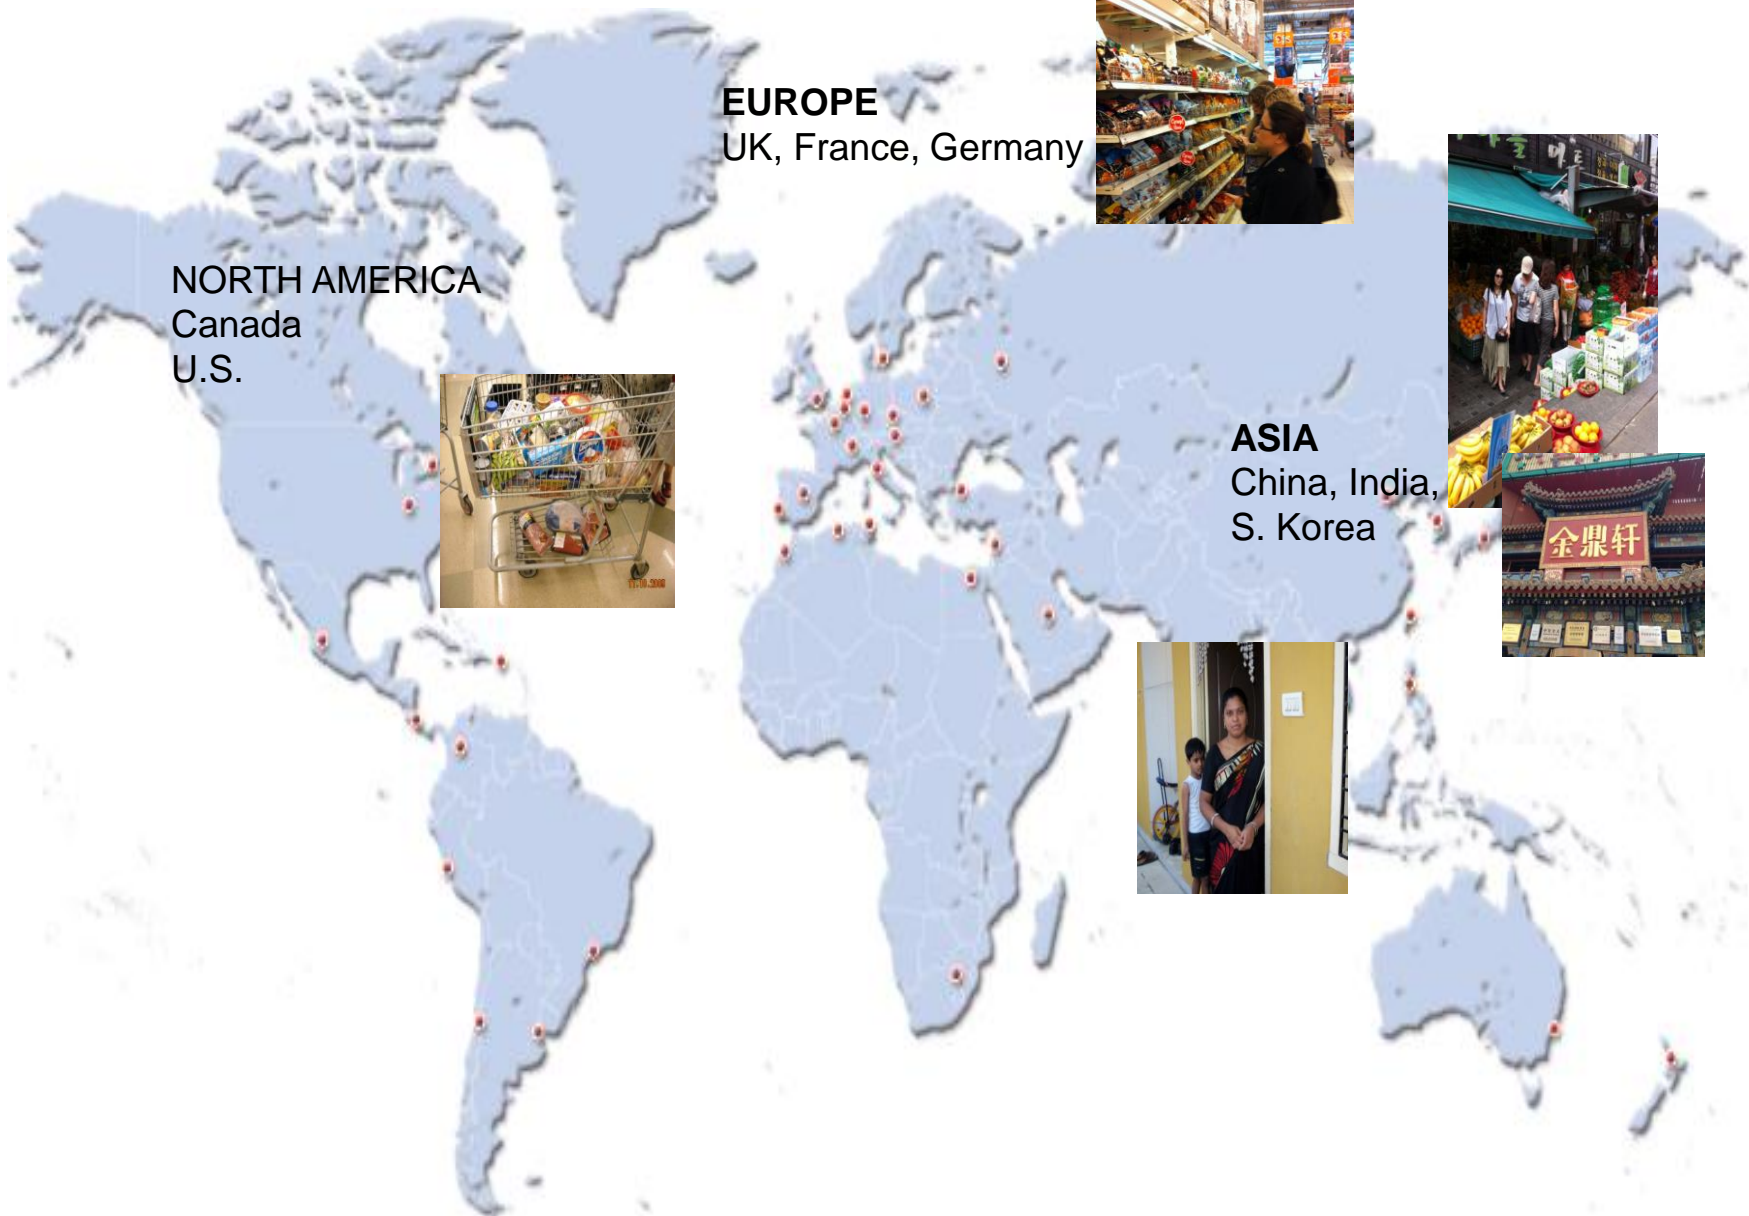 EUROPE
UK, France, Germany
NORTH AMERICA
Canada
U.S.
ASIA
China, India,
S. Korea
金鼎轩